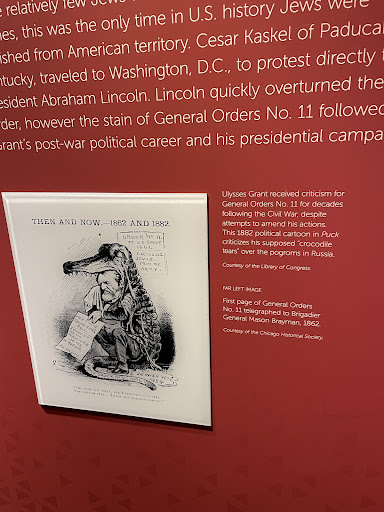 relatively few Jews
es, this was the only time in U.S. history Jews were
ished from American territory. Cesar Kaskel of Paducah
ntucky, traveled to Washington, D.C., to protest directly t
esident Abraham Lincoln. Lincoln quickly overturned the
rder, however the stain of General Orders No. 11 followed
Grant's post-war political career and his presidential campa
THEN AND NOW.—1862 AND 1882.
ORDER No. 11.
Ulysses Grant received criticism for
General Orders No. 11 for decades
following the Civil War, despite
attempts to amend his actions.
This 1882 political cartoon in Puck
criticizes his supposed "crocodile
tears" over the pogroms in Russia.
Courtesy of the Library of Congress.
FAR LEFT IMAGE
First page of General Orders
No. 11 telegraphed to Brigadier
General Mason Brayman, 1862.
Courtesy of the Chicago Historical Society.